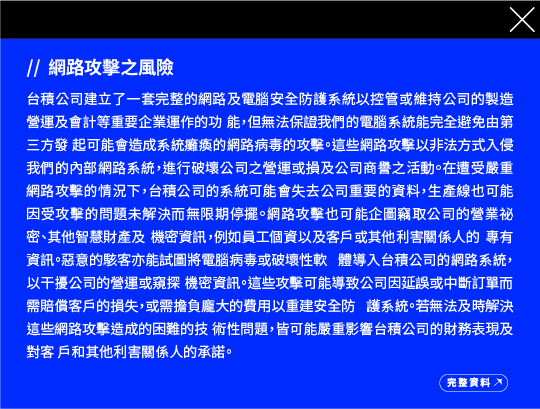 // 網路攻擊之風險
台積公司建立了一套完整的網路及電腦安全防護系統以控管或維持公司的製造
營運及會計等重要企業運作的功 能，但無法保證我們的電腦系統能完全避免由第
三方發 起可能會造成系統癱瘓的網路病毒的攻擊。這些網路攻擊以非法方式入侵
我們的內部網路系統，進行破壞公司之營運或損及公司商譽之活動。在遭受嚴重
網路攻擊的情況下，台積公司的系統可能會失去公司重要的資料，生產線也可能
因受攻擊的問題未解決而無限期停擺。網路攻擊也可能企圖竊取公司的營業祕
密、其他智慧財產及 機密資訊，例如員工個資以及客戶或其他利害關係人的 專有
資訊。惡意的駭客亦能試圖將電腦病毒或破壞性軟 體導入台積公司的網路系統，
以干擾公司的營運或窺探 機密資訊。這些攻擊可能導致公司因延誤或中斷訂單而
需賠償客戶的損失，或需擔負龐大的費用以重建安全防 護系統。若無法及時解決
這些網路攻擊造成的困難的技 術性問題，皆可能嚴重影響台積公司的財務表現及
對客 戶和其他利害關係人的承諾。
完整資料